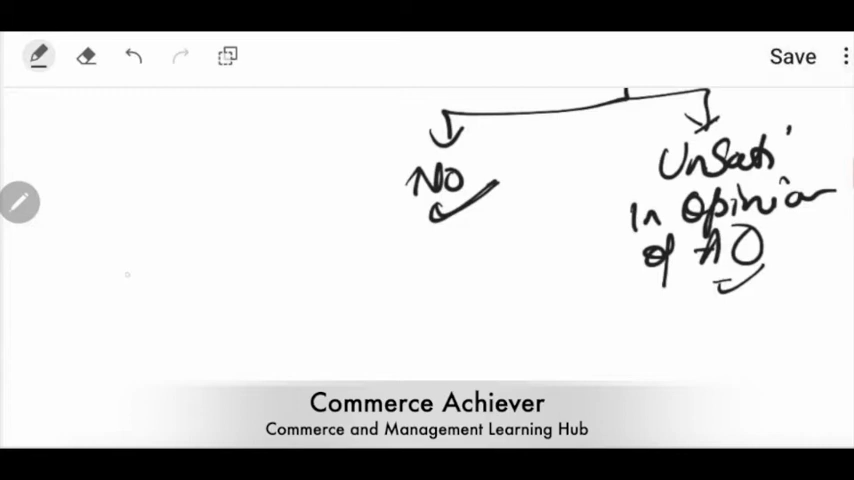 Save
NO
Unsati
In Opinion
of AO
Commerce Achiever
Commerce and Management Learning Hub